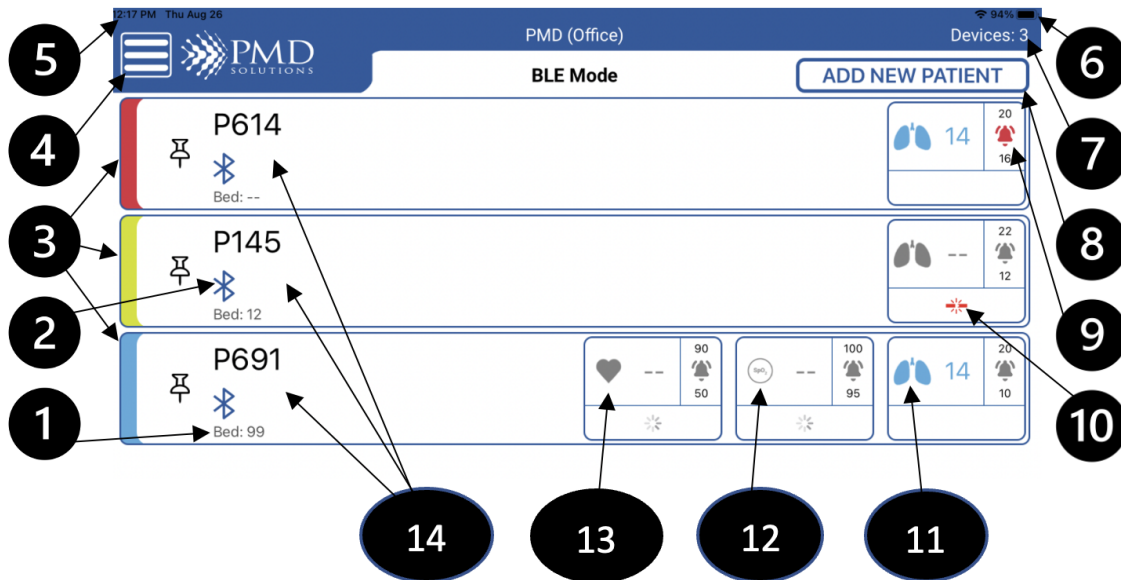 12:17 PM Thu Aug 26
94%
PMD (Office)
Devices: 3
PMD
SOLUTIONS
BLE Mode
ADD NEW PATIENT
P614
Bed: --
14
20
16
P145
Bed: 12
--
22
12
P691
Bed: 99
--
90
50
SpO₂
--
100
95
14
20
10
5
4
3
2
1
6
7
8
9
10
14
13
12
11